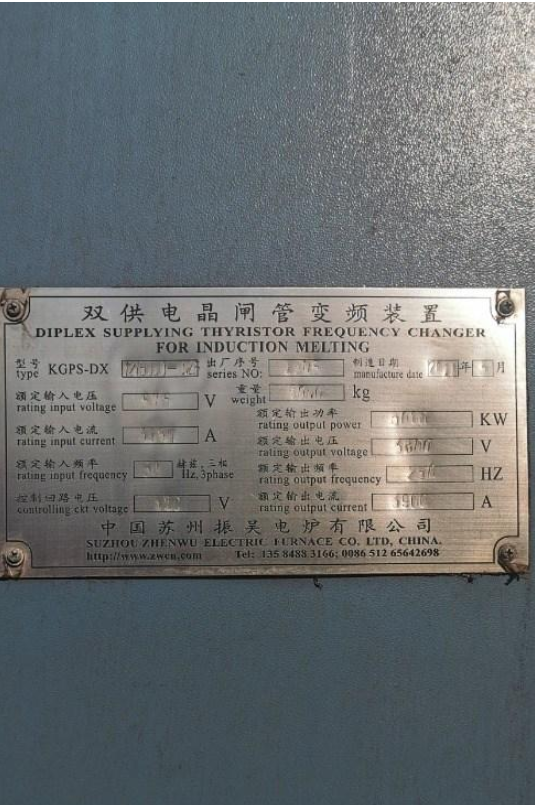 双供电晶闸管变频装置
DIPLEX SUPPLYING THYRISTOR FREQUENCY CHANGER
FOR INDUCTION MELTING
型号 type KGPS-DX
出厂序号 series NO:
制造日期 manufacture date 年 月
重量 weight kg
额定输入电压 rating input voltage V
额定输入电流 rating input current A
额定输入频率 rating input frequency 赫兹,三相 Hz, 3phase
控制回路电压 controlling ckt voltage V
额定输出功率 rating output power KW
额定输出电压 rating output voltage V
额定输出频率 rating output frequency HZ
额定输出电流 rating output current A
中国苏州振吴电炉有限公司
SUZHOU ZHENWU ELECTRIC FURNACE CO. LTD, CHINA.
http://www.zwcu.com Tel: 135 8488 3166; 0086 512 65642698